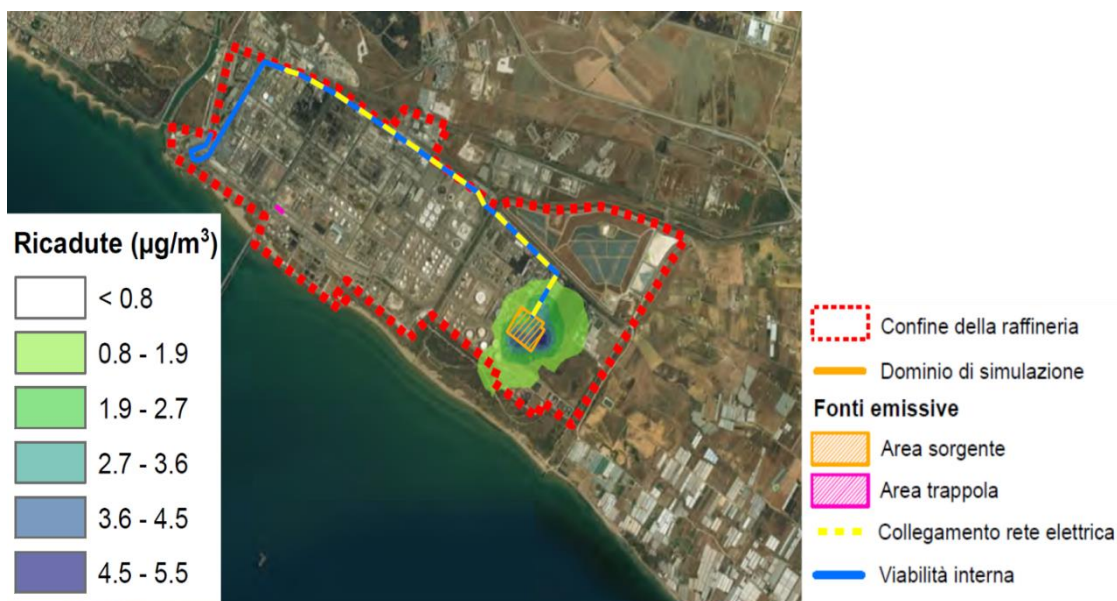 Ricadute (µg/m³)
< 0.8
0.8 - 1.9
1.9 - 2.7
2.7 - 3.6
3.6 - 4.5
4.5 - 5.5
Confine della raffineria
Dominio di simulazione
Fonti emissive
Area sorgente
Area trappola
Collegamento rete elettrica
Viabilità interna